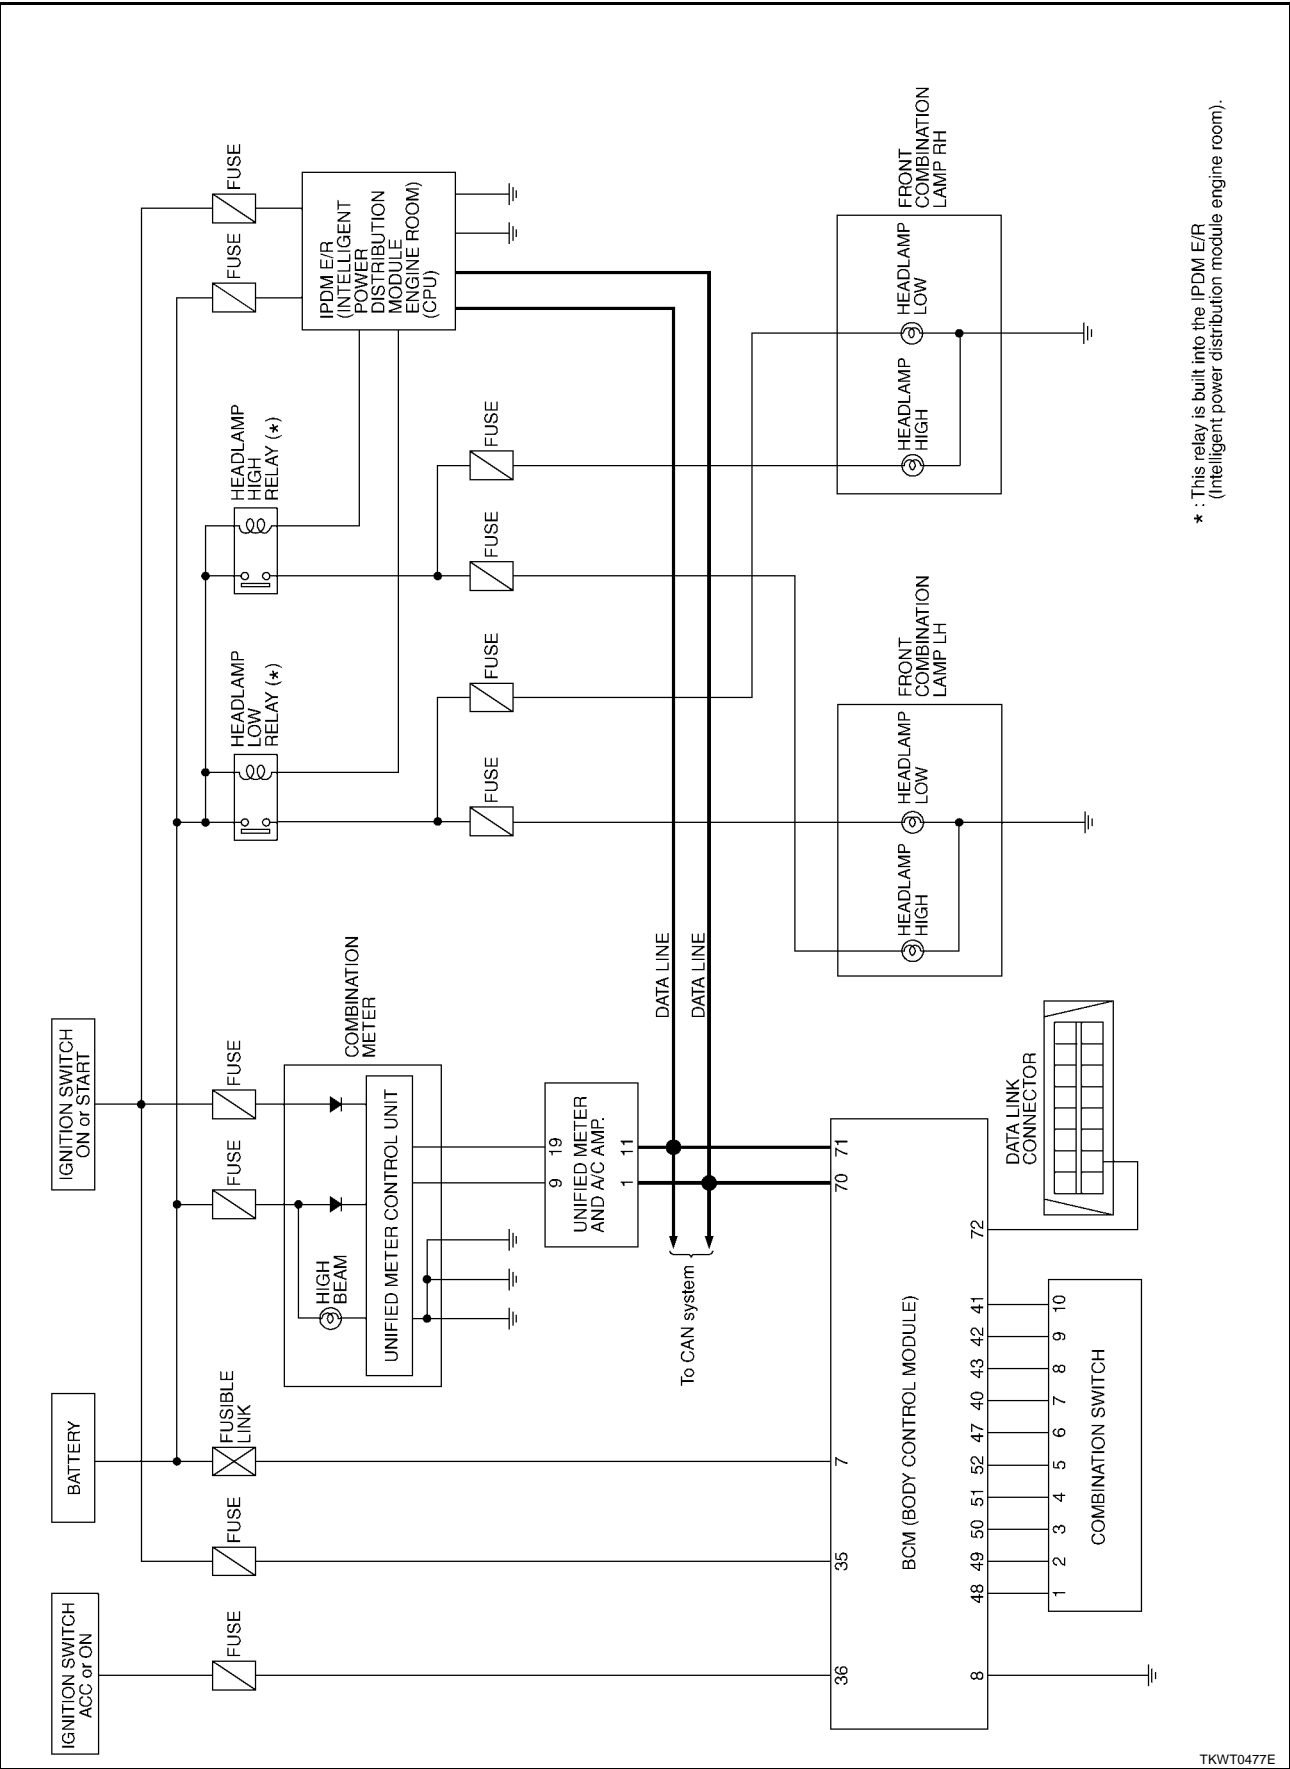 IGNITION SWITCH
ACC or ON
BATTERY
IGNITION SWITCH
ON or START
FUSE
FUSE
FUSIBLE
LINK
FUSE
FUSE
HEADLAMP
LOW
RELAY (*)
HEADLAMP
HIGH
RELAY (*)
FUSE
FUSE
COMBINATION
METER
HIGH
BEAM
UNIFIED METER CONTROL UNIT
IPDM E/R
(INTELLIGENT
POWER
DISTRIBUTION
MODULE
ENGINE ROOM)
(CPU)
FUSE
FUSE
FUSE
FUSE
9 19
UNIFIED METER
AND A/C AMP.
1 11
DATA LINE
DATA LINE
To CAN system
36 35 7 70 71
BCM (BODY CONTROL MODULE)
8 48 49 50 51 52 47 40 43 42 41 72
1 2 3 4 5 6 7 8 9 10
COMBINATION SWITCH
DATA LINK
CONNECTOR
HEADLAMP
HIGH
HEADLAMP
LOW
FRONT
COMBINATION
LAMP LH
HEADLAMP
HIGH
HEADLAMP
LOW
FRONT
COMBINATION
LAMP RH
* : This relay is built into the IPDM E/R
(Intelligent power distribution module engine room).
TKWT0477E